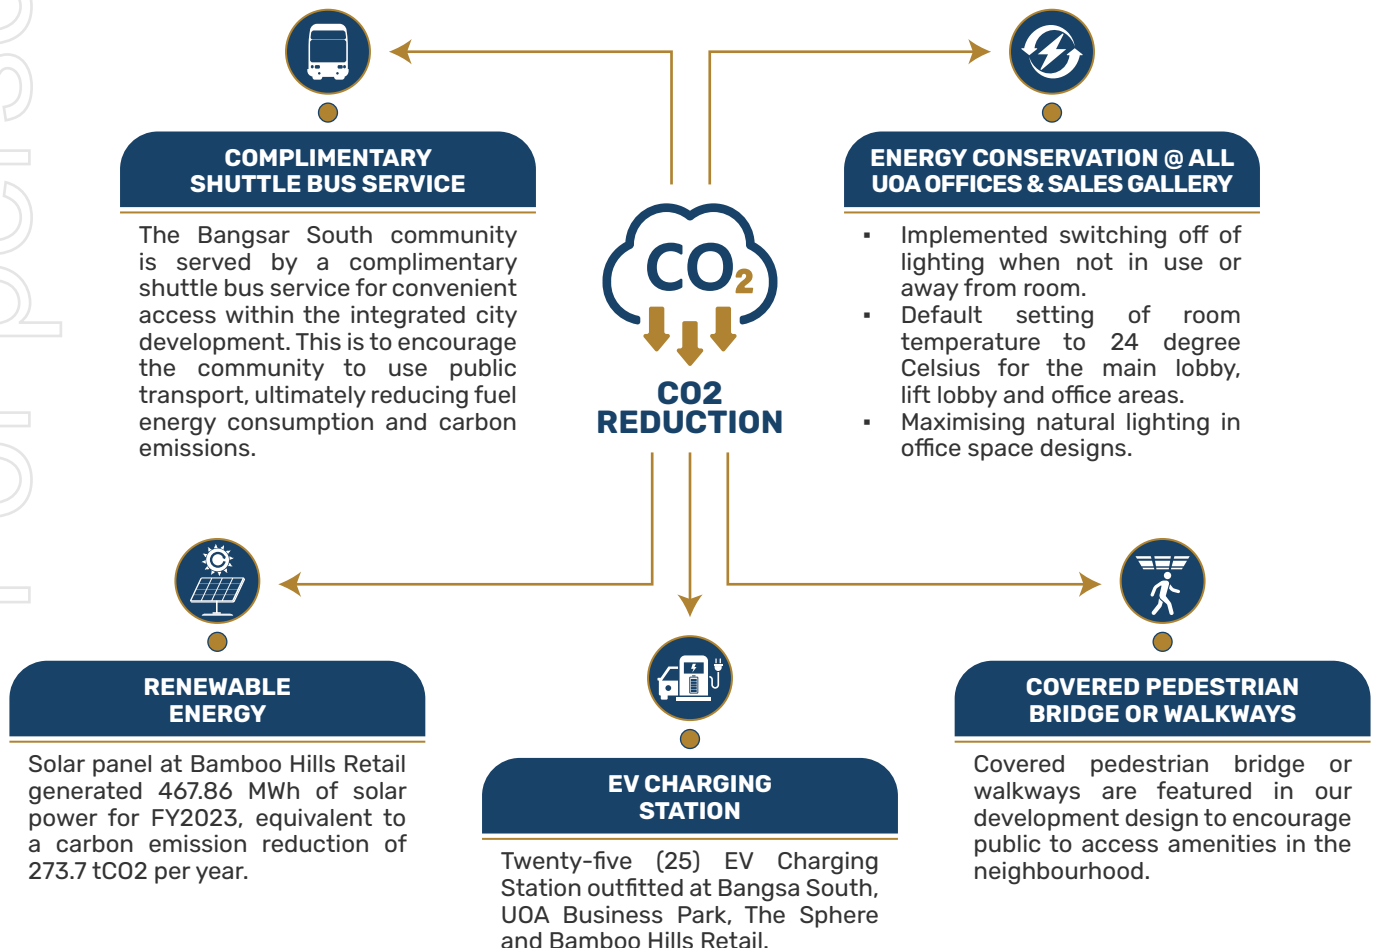 COMPLIMENTARY
SHUTTLE BUS SERVICE
The Bangsar South community
is served by a complimentary
shuttle bus service for convenient
access within the integrated city
development. This is to encourage
the community to use public
transport, ultimately reducing fuel
energy consumption and carbon
emissions.
ENERGY CONSERVATION @ ALL
UOA OFFICES & SALES GALLERY
▪ Implemented switching off of
lighting when not in use or
away from room.
▪ Default setting of room
temperature to 24 degree
Celsius for the main lobby,
lift lobby and office areas.
▪ Maximising natural lighting in
office space designs.
CO2
CO2
REDUCTION
RENEWABLE
ENERGY
Solar panel at Bamboo Hills Retail
generated 467.86 MWh of solar
power for FY2023, equivalent to
a carbon emission reduction of
273.7 tCO2 per year.
EV CHARGING
STATION
Twenty-five (25) EV Charging
Station outfitted at Bangsa South,
UOA Business Park, The Sphere
and Bamboo Hills Retail.
COVERED PEDESTRIAN
BRIDGE OR WALKWAYS
Covered pedestrian bridge or
walkways are featured in our
development design to encourage
public to access amenities in the
neighbourhood.